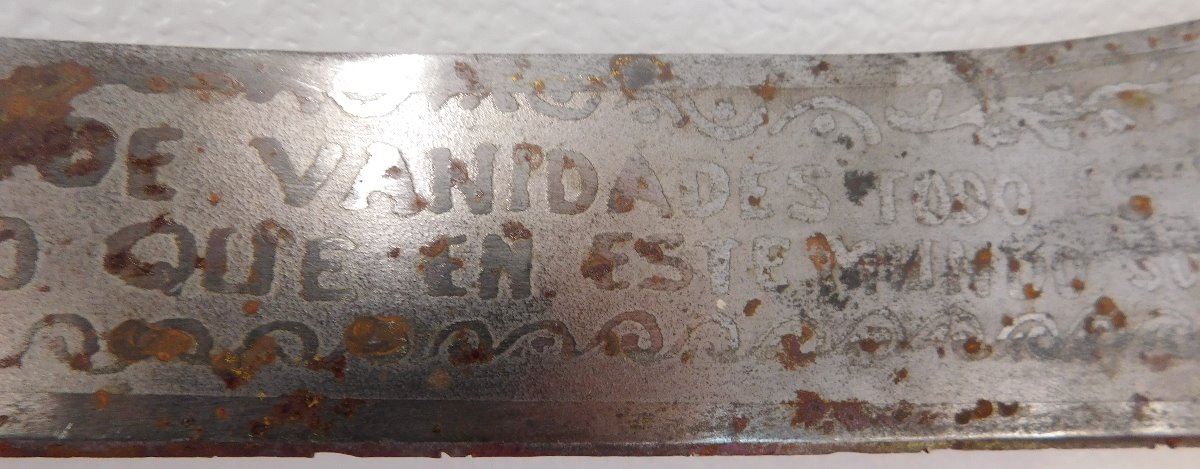 DE VANIDADES TODO
QUE EN ESTE MUNDO